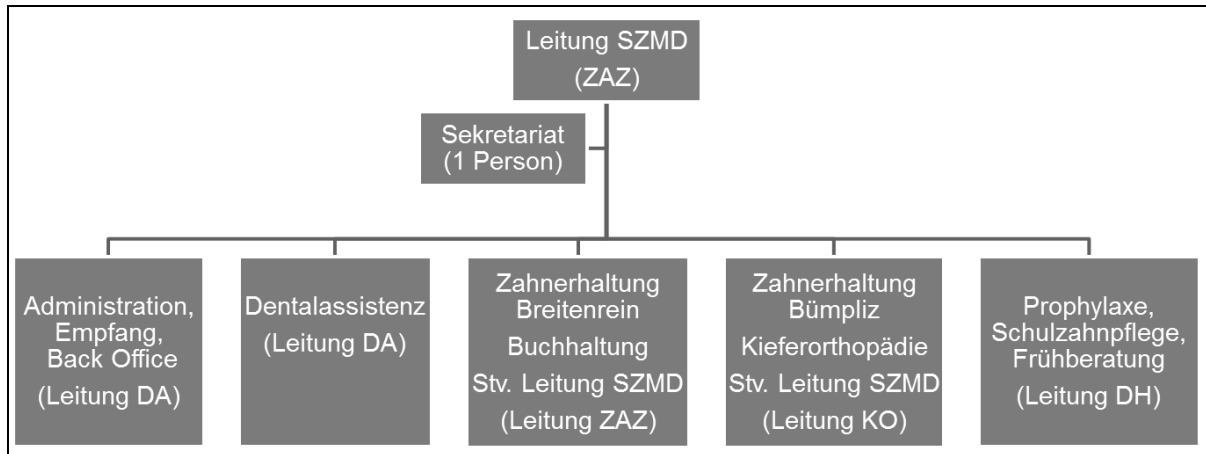 Leitung SZMD
(ZAZ)
Sekretariat
(1 Person)
Administration,
Empfang,
Back Office
(Leitung DA)
Dentalassistenz
(Leitung DA)
Zahnerhaltung
Breitenrein
Buchhaltung
Stv. Leitung SZMD
(Leitung ZAZ)
Zahnerhaltung
Bümpliz
Kieferorthopädie
Stv. Leitung SZMD
(Leitung KO)
Prophylaxe,
Schulzahnpflege,
Frühberatung
(Leitung DH)